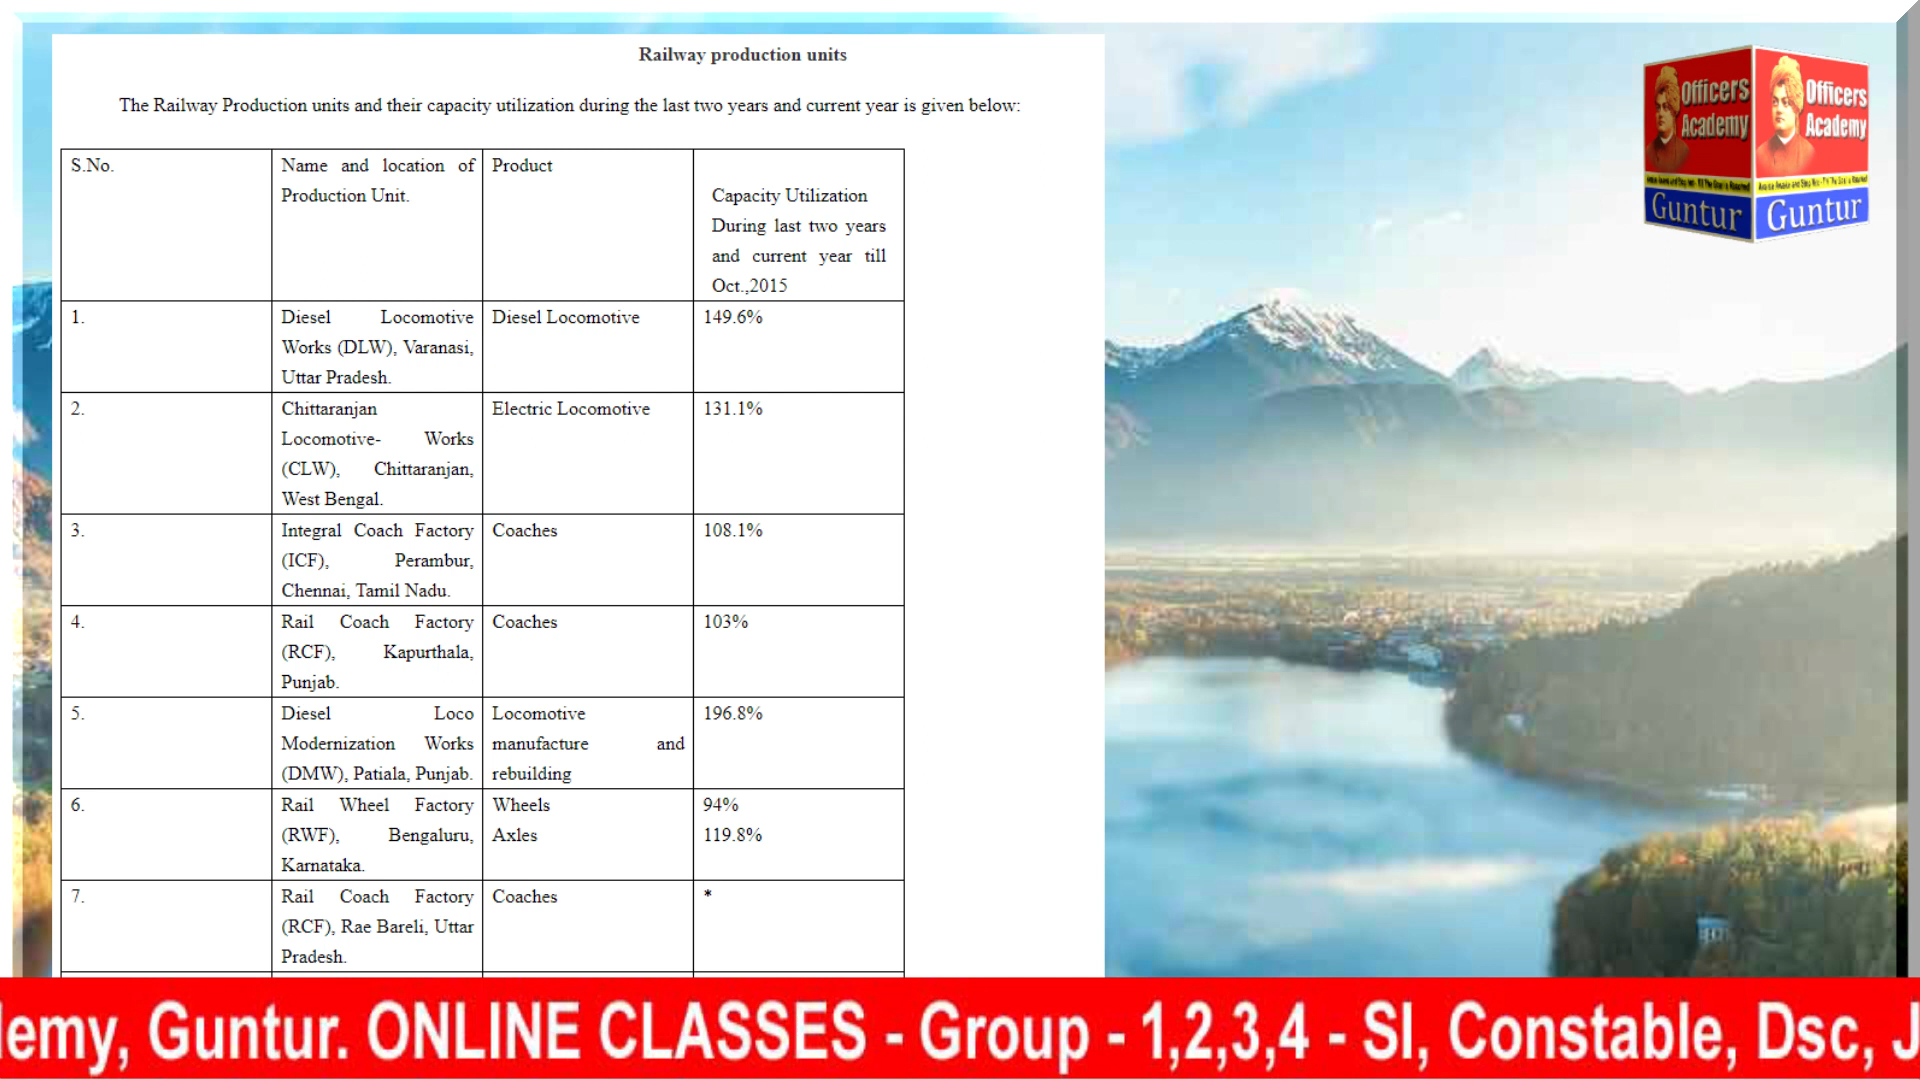 Railway production units
The Railway Production units and their capacity utilization during the last two years and current year is given below:
S.No.
Name and location of
Production Unit.
Product
Capacity Utilization
During last two years
and current year till
Oct.,2015
1.
Diesel Locomotive
Works (DLW), Varanasi,
Uttar Pradesh.
Diesel Locomotive
149.6%
2.
Chittaranjan
Locomotive- Works
(CLW), Chittaranjan,
West Bengal.
Electric Locomotive
131.1%
3.
Integral Coach Factory
(ICF), Perambur,
Chennai, Tamil Nadu.
Coaches
108.1%
4.
Rail Coach Factory
(RCF), Kapurthala,
Punjab.
Coaches
103%
5.
Diesel Loco
Modernization Works
(DMW), Patiala, Punjab.
Locomotive
manufacture and
rebuilding
196.8%
6.
Rail Wheel Factory
(RWF), Bengaluru,
Karnataka.
Wheels
Axles
94%
119.8%
7.
Rail Coach Factory
(RCF), Rae Bareli, Uttar
Pradesh.
Coaches
*
Officers
Academy
Guntur
Officers
Academy
Guntur
lemy, Guntur. ONLINE CLASSES - Group - 1,2,3,4 - SI, Constable, Dsc, J